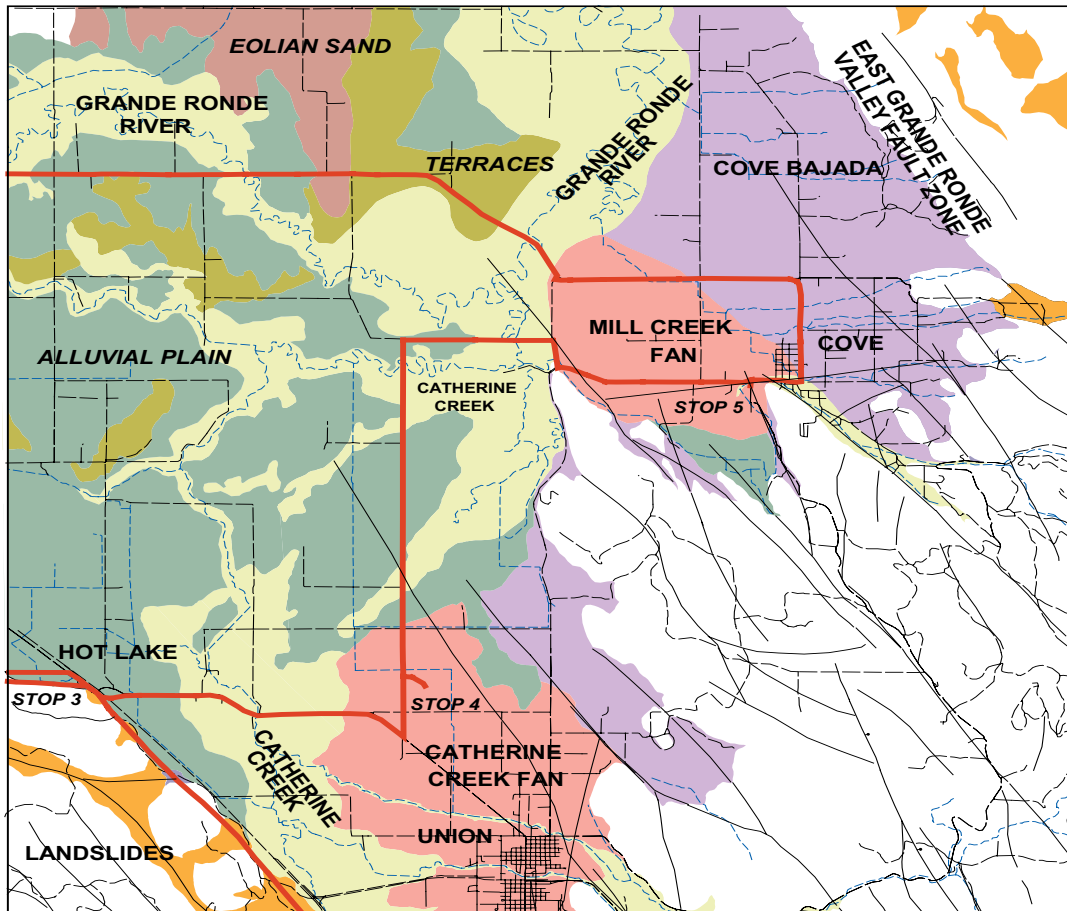 EOLIAN SAND
GRANDE RONDE
RIVER
TERRACES
GRANDE RONDE
RIVER
EAST GRANDE RONDE
VALLEY FAULT ZONE
COVE BAJADA
MILL CREEK
FAN
COVE
ALLUVIAL PLAIN
CATHERINE
CREEK
STOP 5
HOT LAKE
STOP 3
STOP 4
CATHERINE
CREEK
CATHERINE
CREEK FAN
UNION
LANDSLIDES